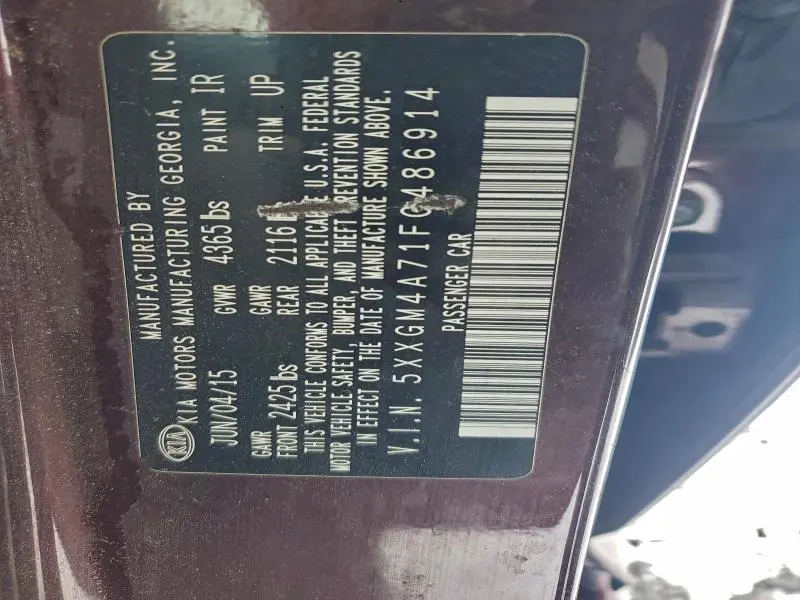 KIA
MANUFACTURED BY
KIA MOTORS MANUFACTURING GEORGIA, INC.
JUN/04/15 GVWR 4365lbs PAINT IR
GAWR GAWR TRIM UP
FRONT 2425lbs REAR 2116
THIS VEHICLE CONFORMS TO ALL APPLICABLE U.S.A. FEDERAL
MOTOR VEHICLE SAFETY, BUMPER, AND THEFT PREVENTION STANDARDS
IN EFFECT ON THE DATE OF MANUFACTURE SHOWN ABOVE.
V.I.N. 5XXGM4A71FG486914
PASSENGER CAR